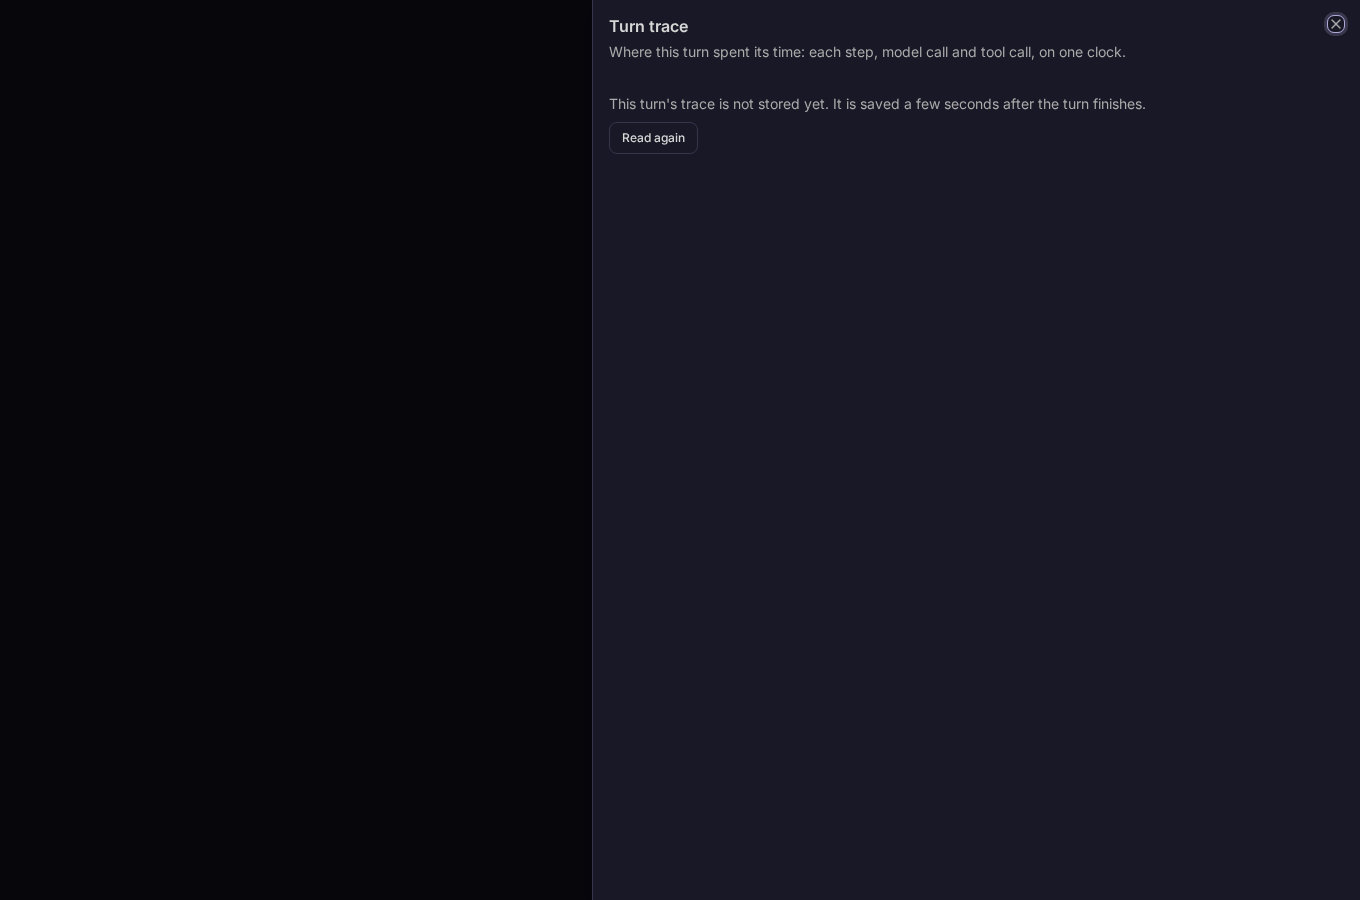 Turn trace
Where this turn spent its time: each step, model call and tool call, on one clock.
This turn's trace is not stored yet. It is saved a few seconds after the turn finishes.
Read again